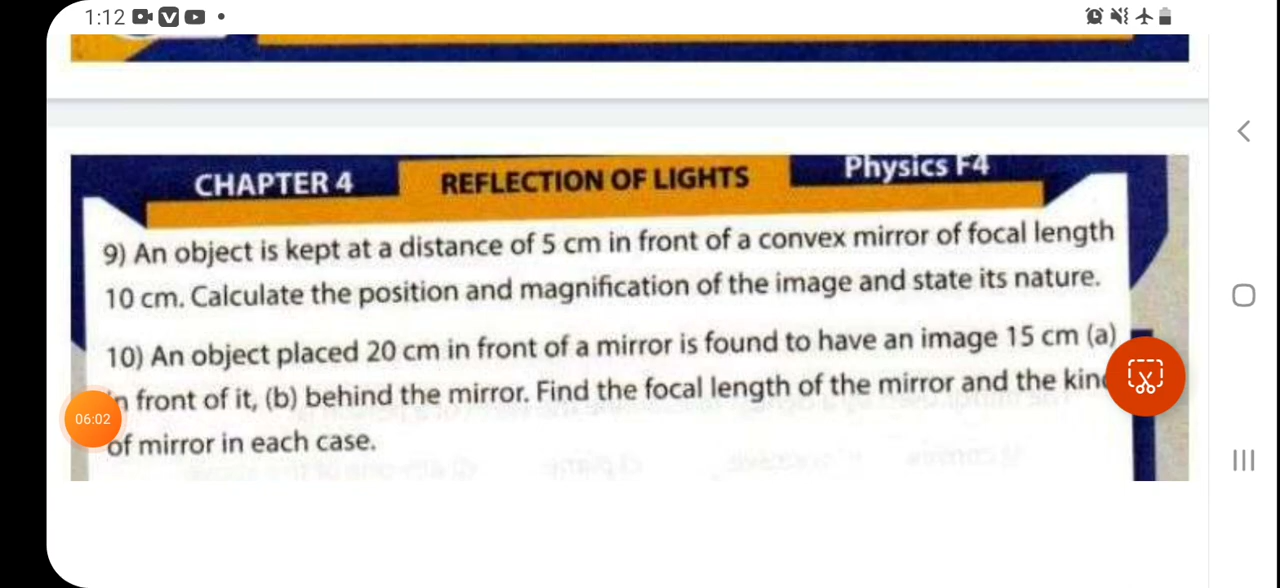 1:12
CHAPTER 4 REFLECTION OF LIGHTS Physics F4
9) An object is kept at a distance of 5 cm in front of a convex mirror of focal length
10 cm. Calculate the position and magnification of the image and state its nature.
10) An object placed 20 cm in front of a mirror is found to have an image 15 cm (a)
in front of it, (b) behind the mirror. Find the focal length of the mirror and the kind
of mirror in each case.
06:02